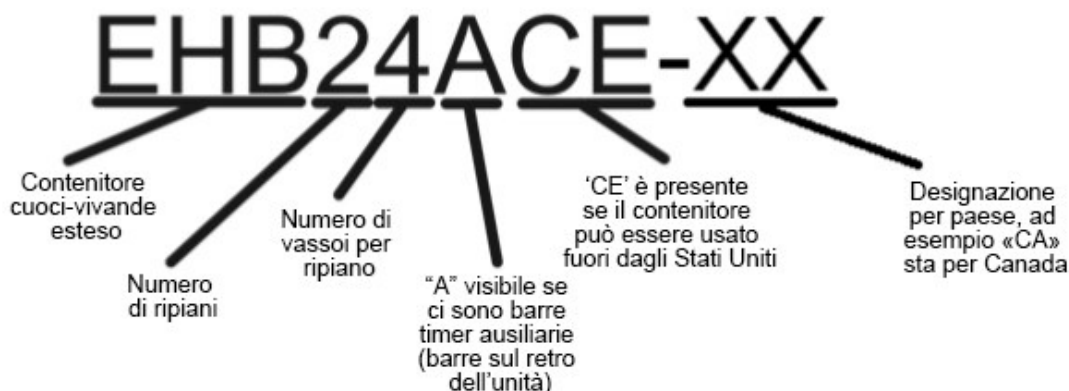 EHB24ACE-XX
Contenitore
cuoci-vivande
esteso
Numero
di ripiani
Numero di
vassoi per
ripiano
"A" visibile se
ci sono barre
timer ausiliarie
(barre sul retro
dell'unità)
‘CE’ è presente
se il contenitore
può essere usato
fuori dagli Stati Uniti
Designazione
per paese, ad
esempio «CA»
sta per Canada